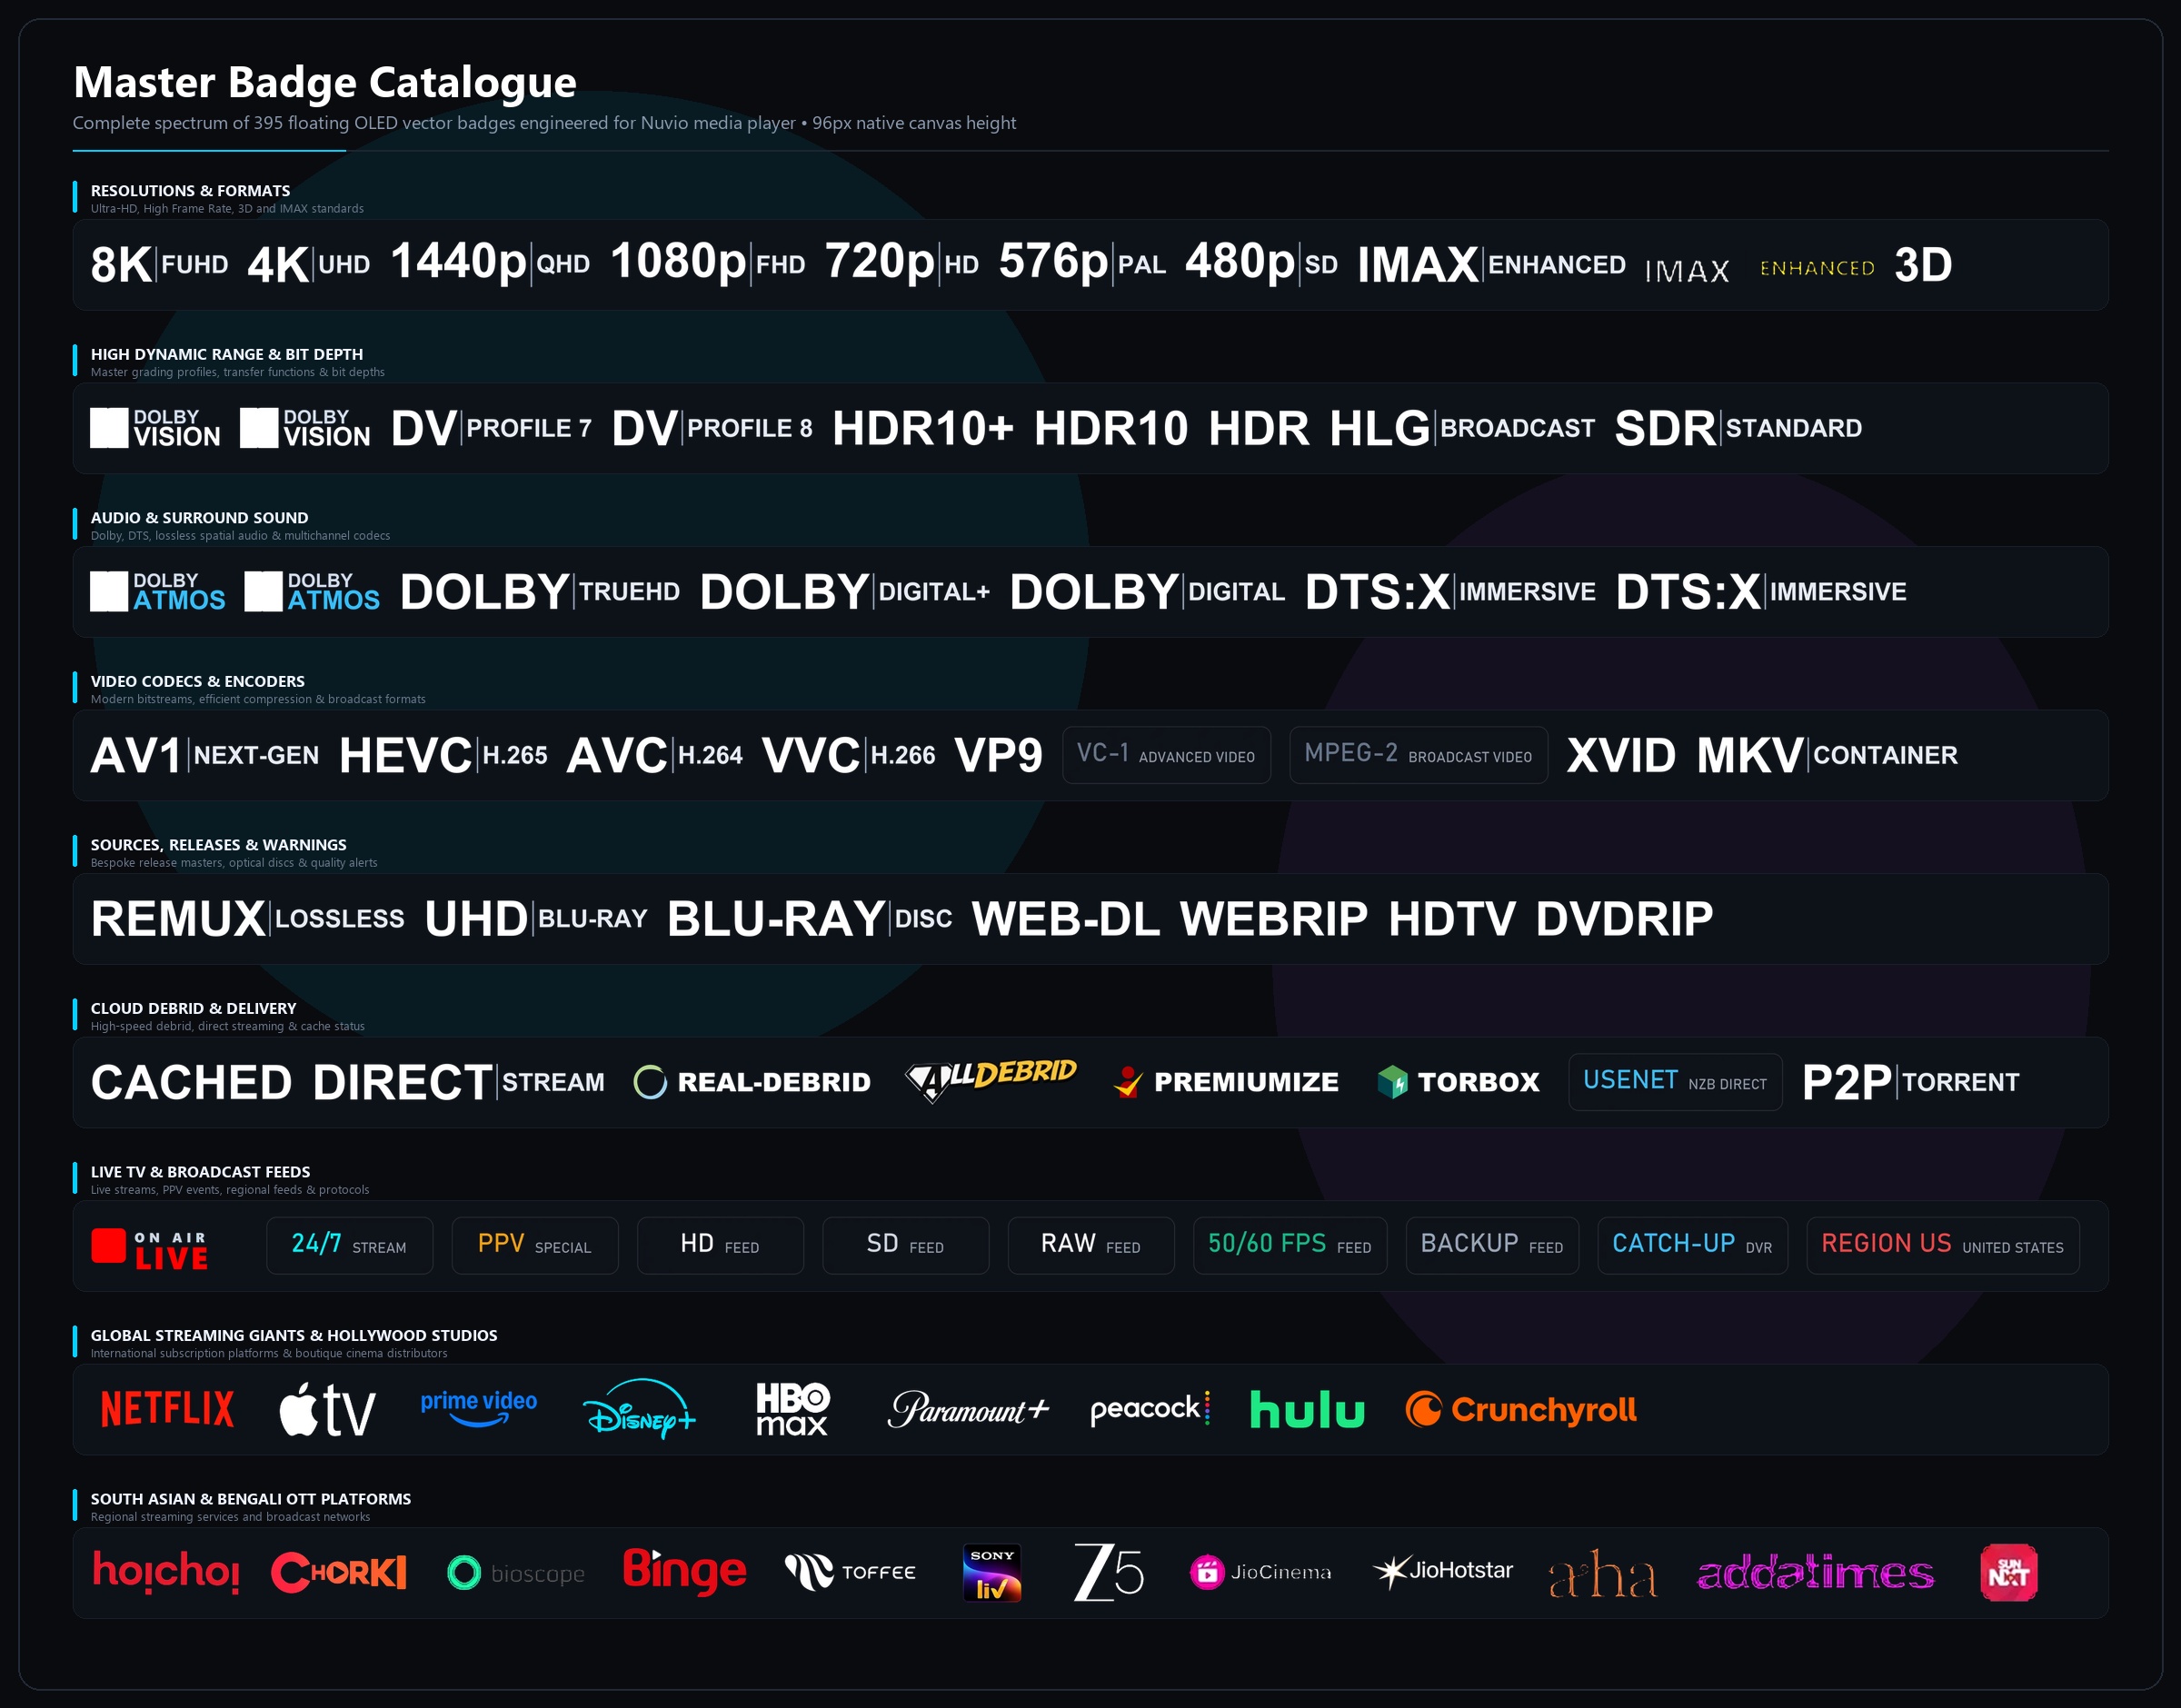 Master Badge Catalogue
Complete spectrum of 395 floating OLED vector badges engineered for Nuvio media player • 96px native canvas height
RESOLUTIONS & FORMATS
Ultra-HD, High Frame Rate, 3D and IMAX standards
8K|FUHD 4K|UHD 1440p|QHD 1080p|FHD 720p|HD 576p|PAL 480p|SD IMAX|ENHANCED IMAX ENHANCED 3D
HIGH DYNAMIC RANGE & BIT DEPTH
Master grading profiles, transfer functions & bit depths
DOLBY VISION DOLBY VISION DV|PROFILE 7 DV|PROFILE 8 HDR10+ HDR10 HDR HLG|BROADCAST SDR|STANDARD
AUDIO & SURROUND SOUND
Dolby, DTS, lossless spatial audio & multichannel codecs
DOLBY ATMOS DOLBY ATMOS DOLBY|TRUEHD DOLBY|DIGITAL+ DOLBY|DIGITAL DTS:X|IMMERSIVE DTS:X|IMMERSIVE
VIDEO CODECS & ENCODERS
Modern bitstreams, efficient compression & broadcast formats
AV1|NEXT-GEN HEVC|H.265 AVC|H.264 VVC|H.266 VP9 VC-1 ADVANCED VIDEO MPEG-2 BROADCAST VIDEO XVID MKV|CONTAINER
SOURCES, RELEASES & WARNINGS
Bespoke release masters, optical discs & quality alerts
REMUX|LOSSLESS UHD|BLU-RAY BLU-RAY|DISC WEB-DL WEBRIP HDTV DVDRIP
CLOUD DEBRID & DELIVERY
High-speed debrid, direct streaming & cache status
CACHED DIRECT|STREAM REAL-DEBRID ALLDEBRID PREMIUMIZE TORBOX USENET NZB DIRECT P2P|TORRENT
LIVE TV & BROADCAST FEEDS
Live streams, PPV events, regional feeds & protocols
ON AIR LIVE 24/7 STREAM PPV SPECIAL HD FEED SD FEED RAW FEED 50/60 FPS FEED BACKUP FEED CATCH-UP DVR REGION US UNITED STATES
GLOBAL STREAMING GIANTS & HOLLYWOOD STUDIOS
International subscription platforms & boutique cinema distributors
NETFLIX tv prime video Disney+ HBO max Paramount+ peacock hulu Crunchyroll
SOUTH ASIAN & BENGALI OTT PLATFORMS
Regional streaming services and broadcast networks
hoichoi CHORKI bioscope Binge TOFFEE SONY liv Z5 JioCinema JioHotstar aha addatimes SUN NXT